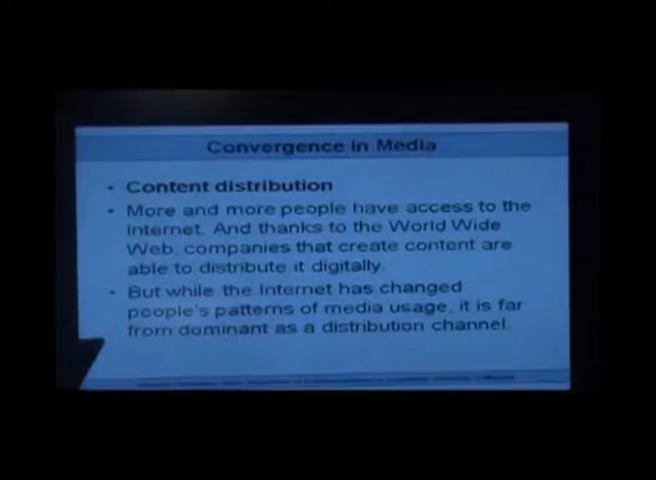 Convergence in Media
• Content distribution
• More and more people have access to the
Internet. And thanks to the World Wide
Web, companies that create content are
able to distribute it digitally.
• But while the Internet has changed
people's patterns of media usage, it is far
from dominant as a distribution channel.